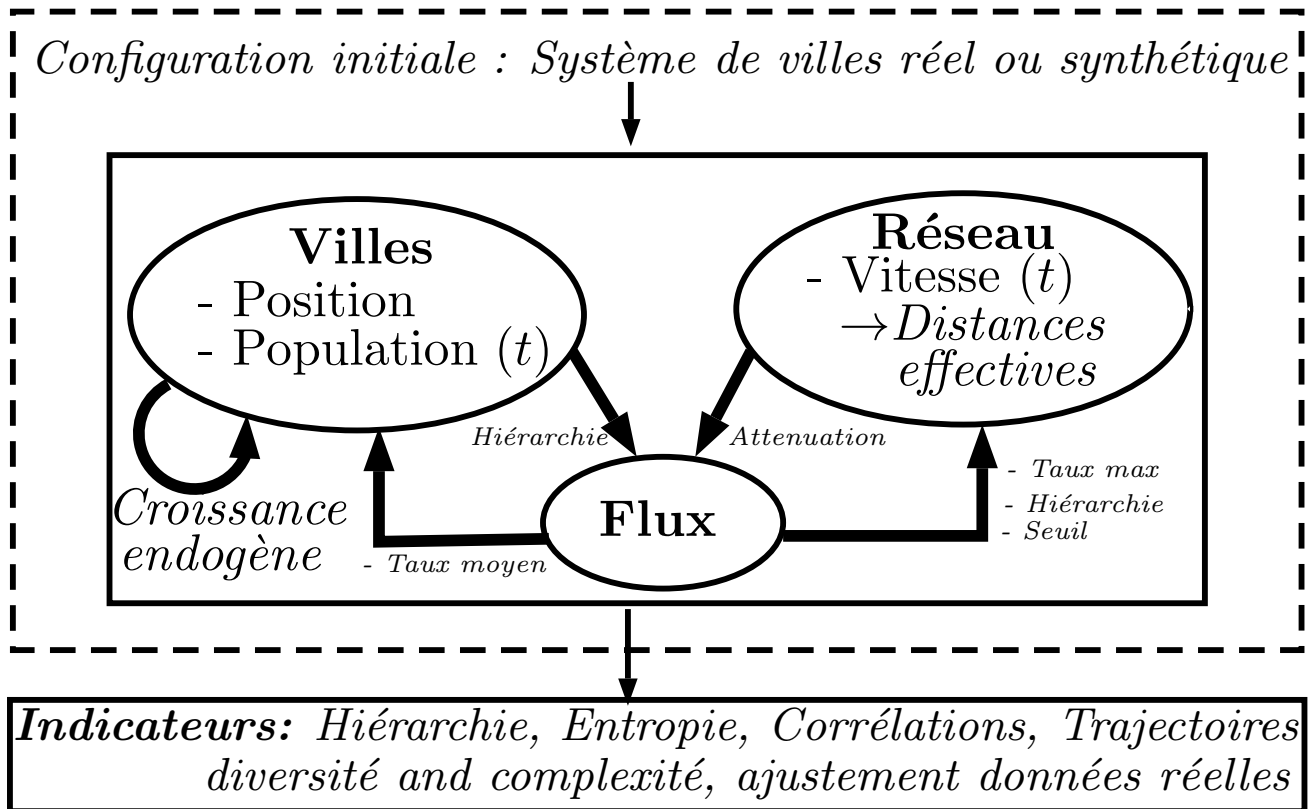 Configuration initiale : Système de villes réel ou synthétique
Villes
- Position
- Population (t)
Réseau
- Vitesse (t)
→Distances
effectives
Hiérarchie
Attenuation
Croissance
endogène
- Taux moyen
Flux
- Taux max
- Hiérarchie
- Seuil
Indicateurs: Hiérarchie, Entropie, Corrélations, Trajectoires
diversité and complexité, ajustement données réelles